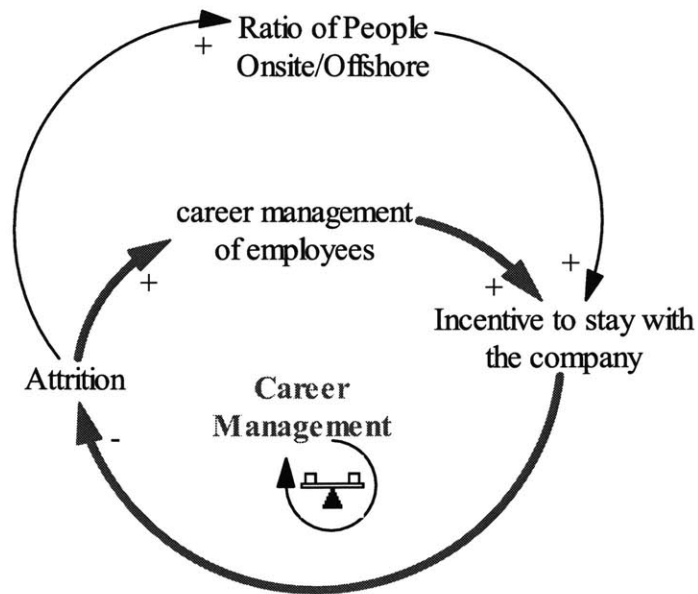 Ratio of People
Onsite/Offshore
+
career management
of employees
+
+
+
Incentive to stay with
the company
Attrition
Career
Management
-